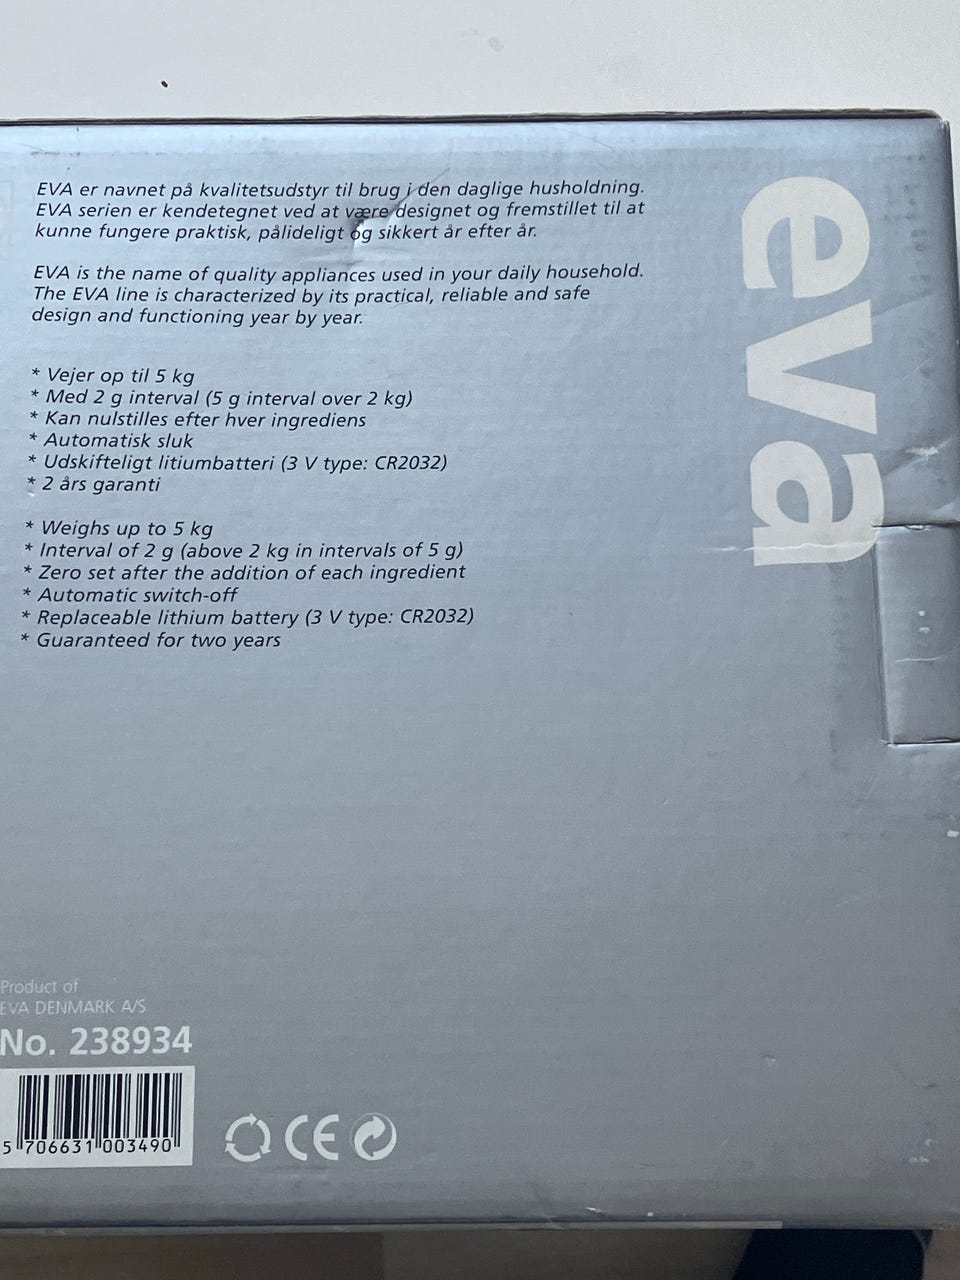 EVA er navnet på kvalitetsudstyr til brug i den daglige husholdning.
EVA serien er kendetegnet ved at være designet og fremstillet til at
kunne fungere praktisk, pålideligt og sikkert år efter år.
EVA is the name of quality appliances used in your daily household.
The EVA line is characterized by its practical, reliable and safe
design and functioning year by year.
* Vejer op til 5 kg
* Med 2 g interval (5 g interval over 2 kg)
* Kan nulstilles efter hver ingrediens
* Automatisk sluk
* Udskifteligt litiumbatteri (3 V type: CR2032)
* 2 års garanti
* Weighs up to 5 kg
* Interval of 2 g (above 2 kg in intervals of 5 g)
* Zero set after the addition of each ingredient
* Automatic switch-off
* Replaceable lithium battery (3 V type: CR2032)
* Guaranteed for two years
eva
Product of
EVA DENMARK A/S
No. 238934
5 706631 003490
CE